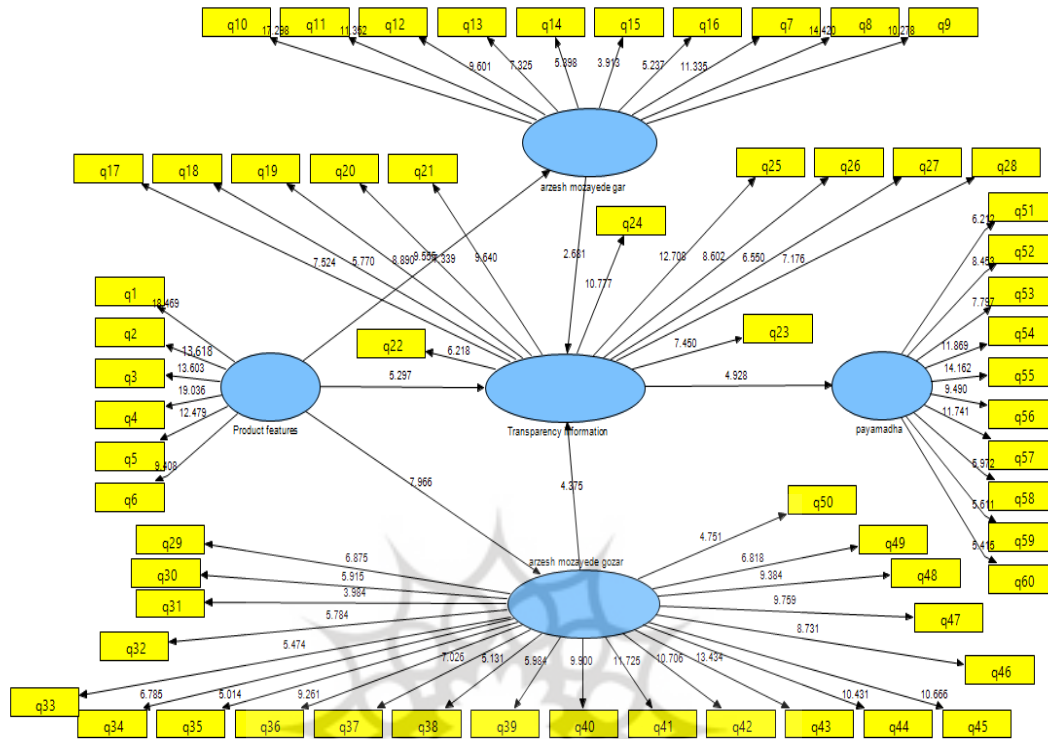 q10 q11 q12 q13 q14 q15 q16 q7 q8 q9
17.298 11.352 9.601 7.325 5.398 3.913 5.237 11.335 14.420 10.278
arzesh mozayede gar
q17 q18 q19 q20 q21 q25 q26 q27 q28
q24
7.524 5.770 8.890 9.555 9.640 2.681 10.777 12.708 8.602 6.550 7.176
q22 6.218 7.450 q23
q1 18.469
q2 13.618
q3 13.603
q4 19.036
q5 12.479
q6 9.408
Product features
5.297
Transparency Information
4.928
payamadha
6.212 q51
q52
7.797 q53
11.869 q54
14.162 q55
9.490 q56
11.741 q57
5.972 q58
5.611 q59
5.415 q60
7.966
4.375
arzesh mozayede gozar
4.751 q50
q29 6.875
6.818 q49
q30 5.915
9.384 q48
q31 3.984
9.759 q47
q32 5.784
8.731 q46
q33 5.474
6.785 5.014 9.261 7.026 5.131 5.984 9.900 11.725 10.706 13.434 10.431 10.666
q34 q35 q36 q37 q38 q39 q40 q41 q42 q43 q44 q45